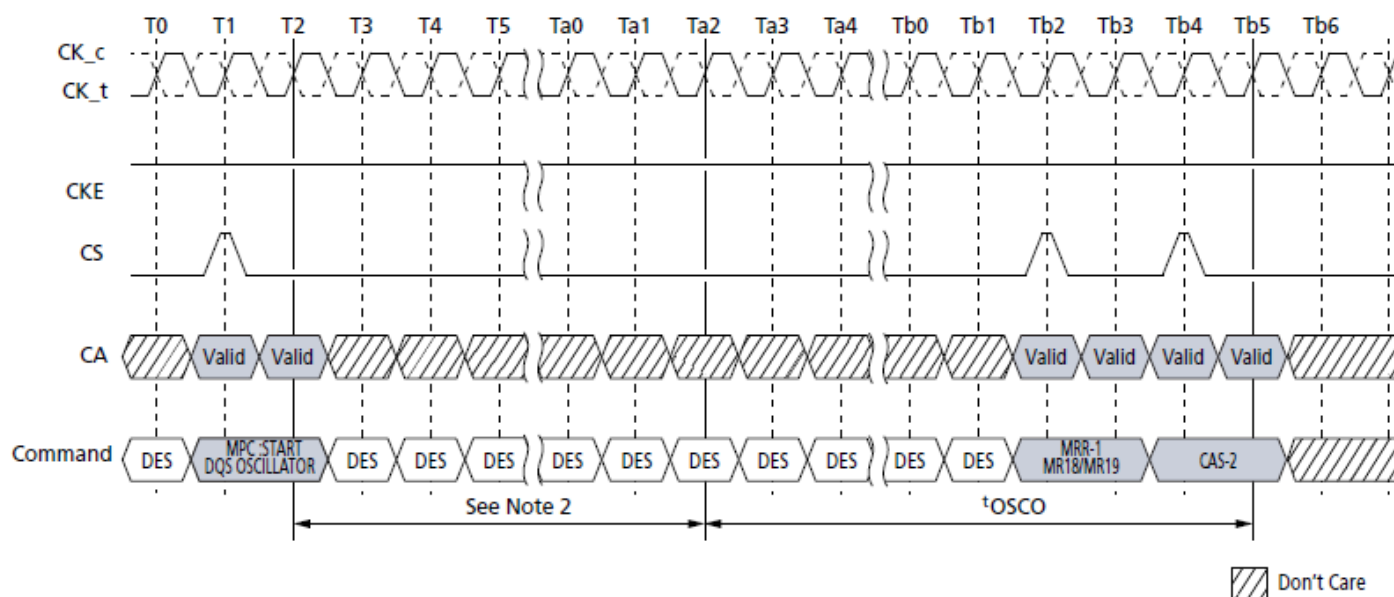 T0 T1 T2 T3 T4 T5 Ta0 Ta1 Ta2 Ta3 Ta4 Tb0 Tb1 Tb2 Tb3 Tb4 Tb5 Tb6
CK_c
CK_t
CKE
CS
CA Valid Valid Valid Valid Valid Valid
Command DES MPC :START DES DES DES DES DES DES DES DES DES DES MRR-1 CAS-2
DQS OSCILLATOR MR18/MR19
See Note 2 tOSCO
Don't Care